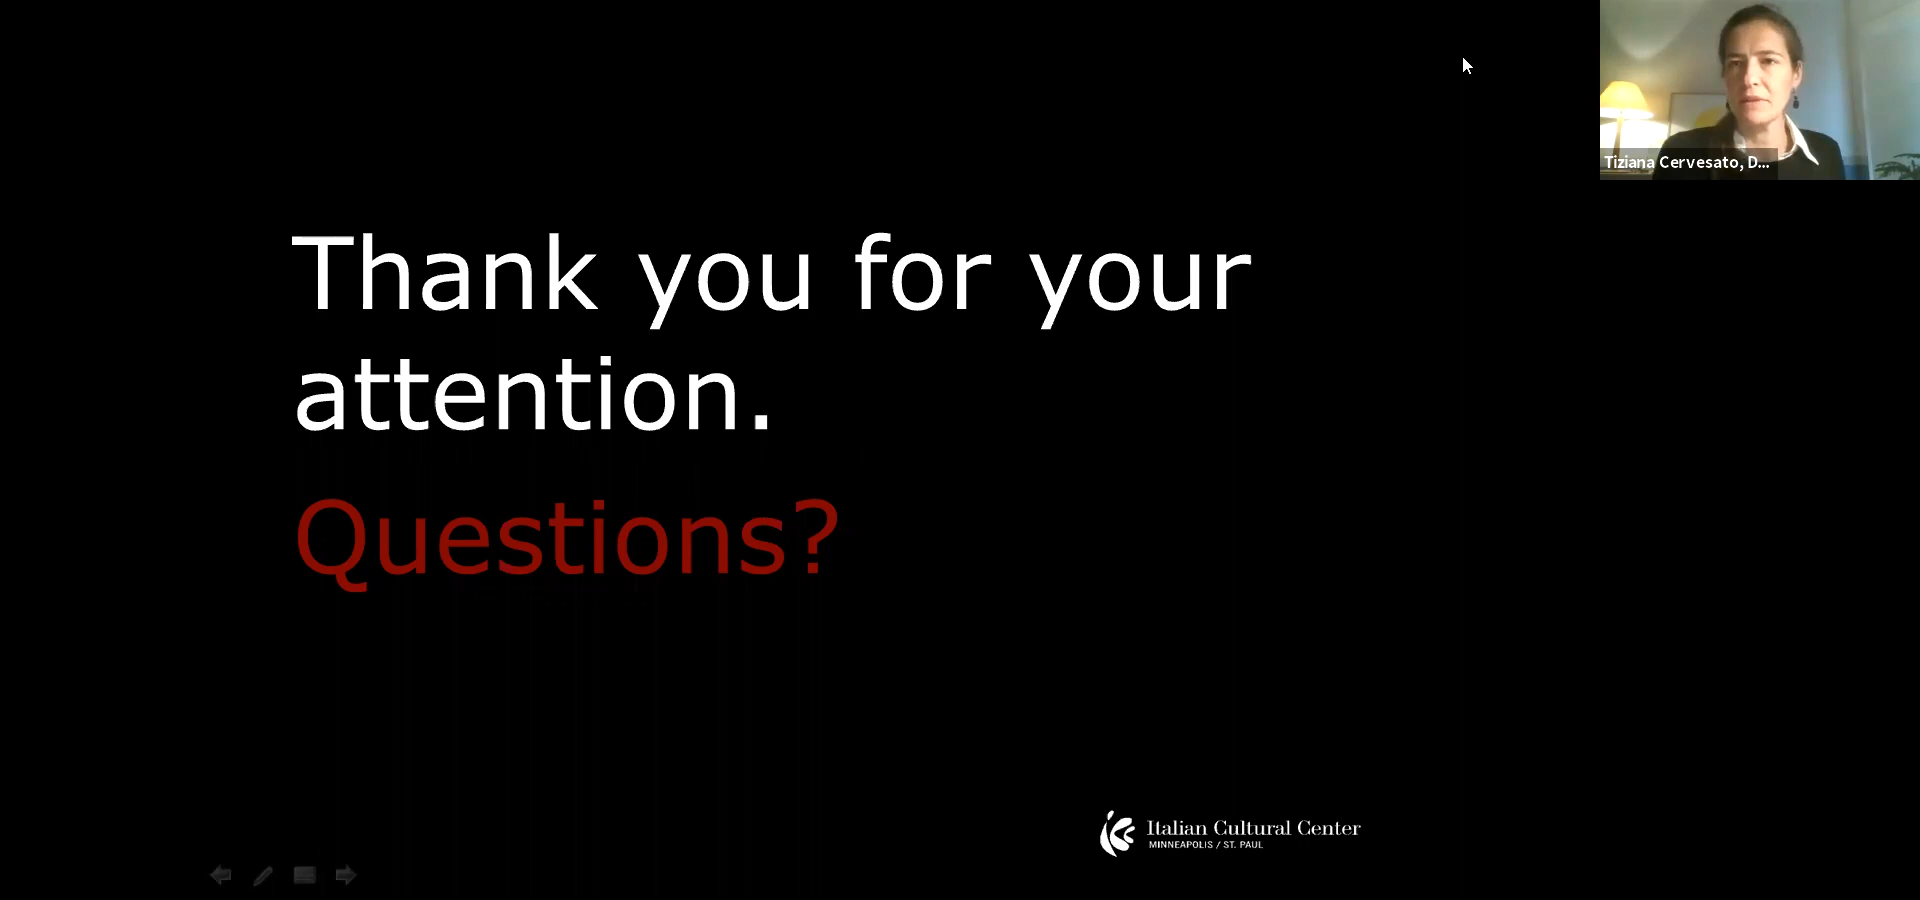 Tiziana Cervesato, D...
Thank you for your
attention.
Questions?
Italian Cultural Center
MINNEAPOLIS / ST. PAUL